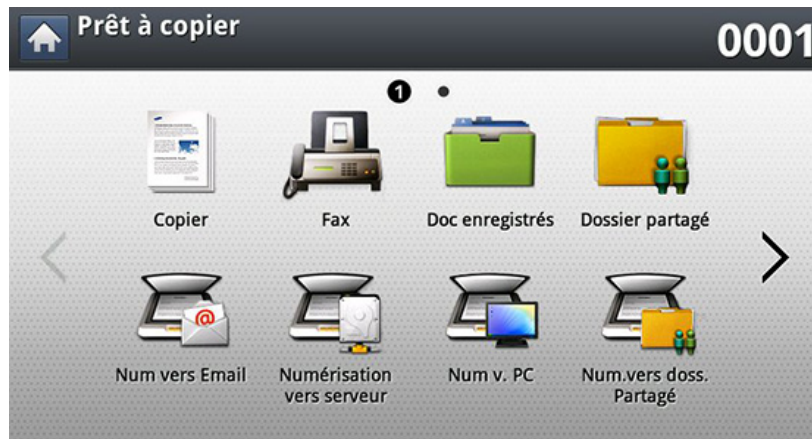 Prêt à copier
0001
1
Copier
Fax
Doc enregistrés
Dossier partagé
Num vers Email
Numérisation
vers serveur
Num v. PC
Num.vers doss.
Partagé